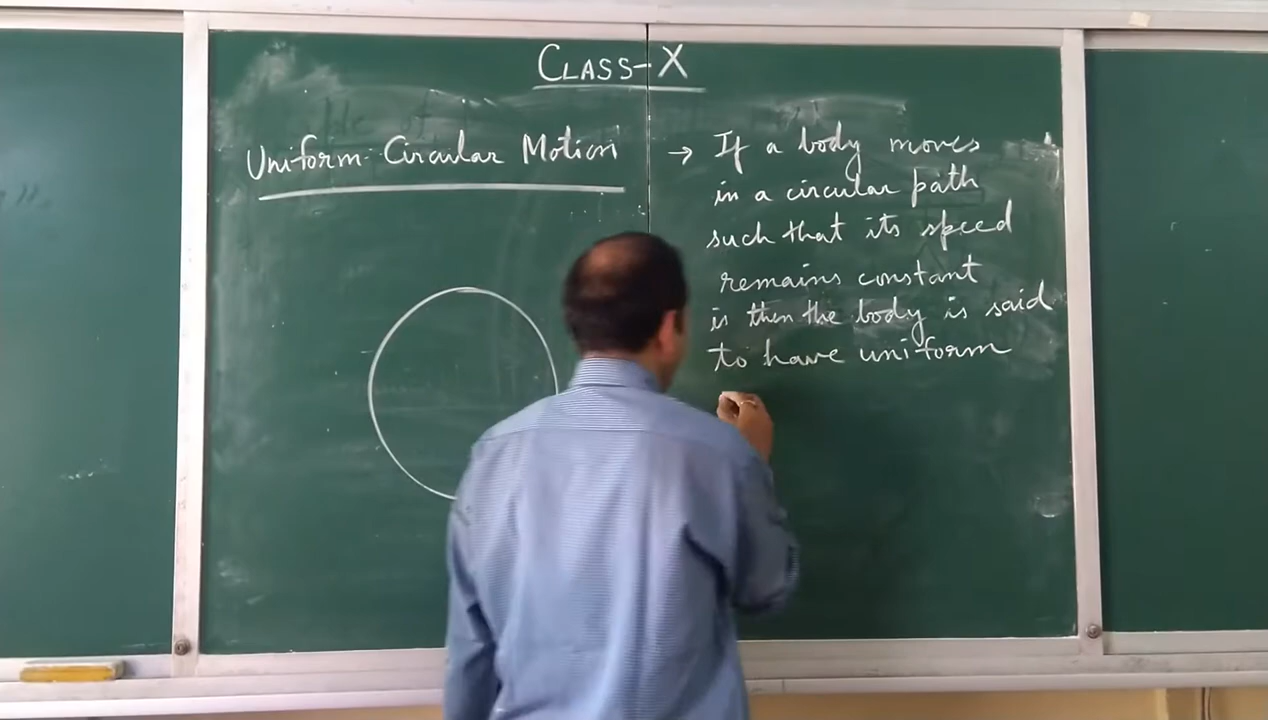 CLASS-X
Uniform Circular Motion
→ If a body moves
in a circular path
such that its speed
remains constant
is then the body is said
to have uniform